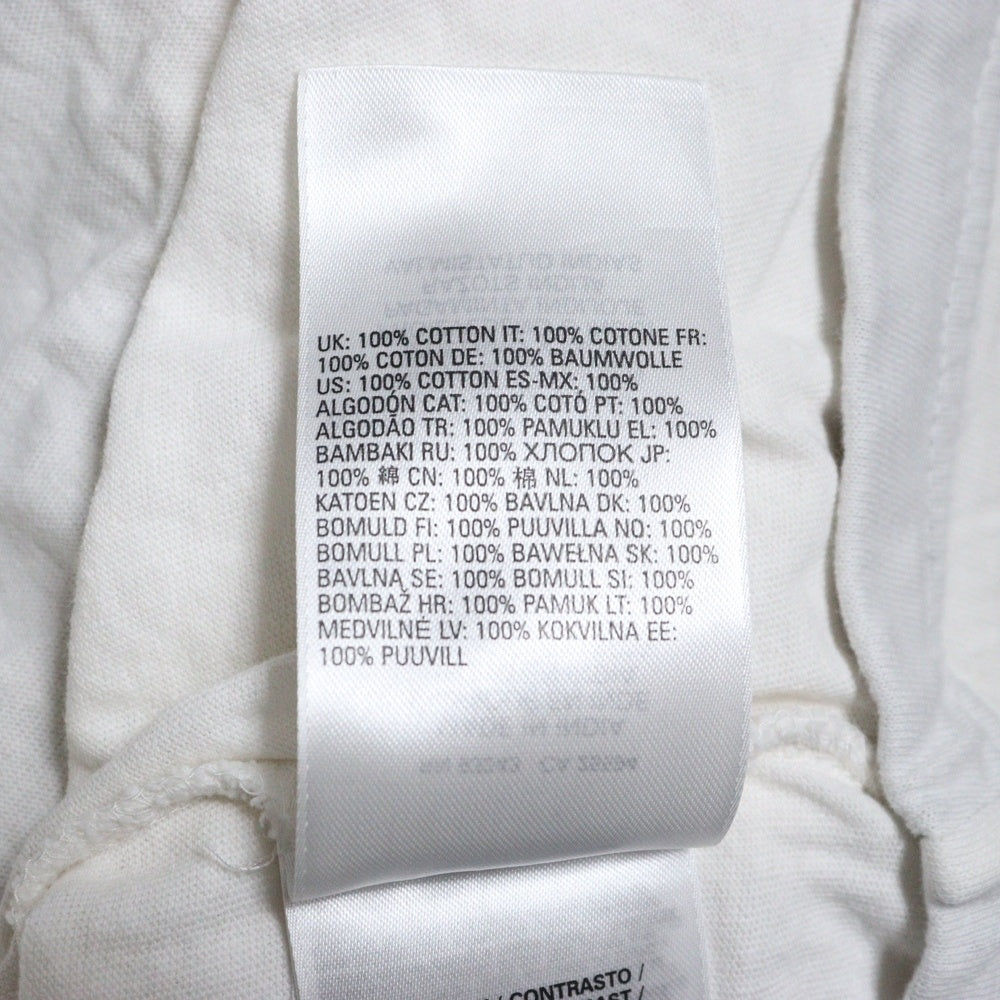 UK: 100% COTTON IT: 100% COTONE FR:
100% COTON DE: 100% BAUMWOLLE
US: 100% COTTON ES-MX: 100%
ALGODÓN CAT: 100% COTÓ PT: 100%
ALGODÃO TR: 100% PAMUKLU EL: 100%
BAMBAKI RU: 100% ХЛОПОК JP:
100% 綿 CN: 100% 棉 NL: 100%
KATOEN CZ: 100% BAVLNA DK: 100%
BOMULD FI: 100% PUUVILLA NO: 100%
BOMULL PL: 100% BAWEŁNA SK: 100%
BAVLNĄ SE: 100% BOMULL SI: 100%
BOMBAŽ HR: 100% PAMUK LT: 100%
MEDVILNÉ LV: 100% KOKVILNA EE:
100% PUUVILL
/ CONTRASTO /